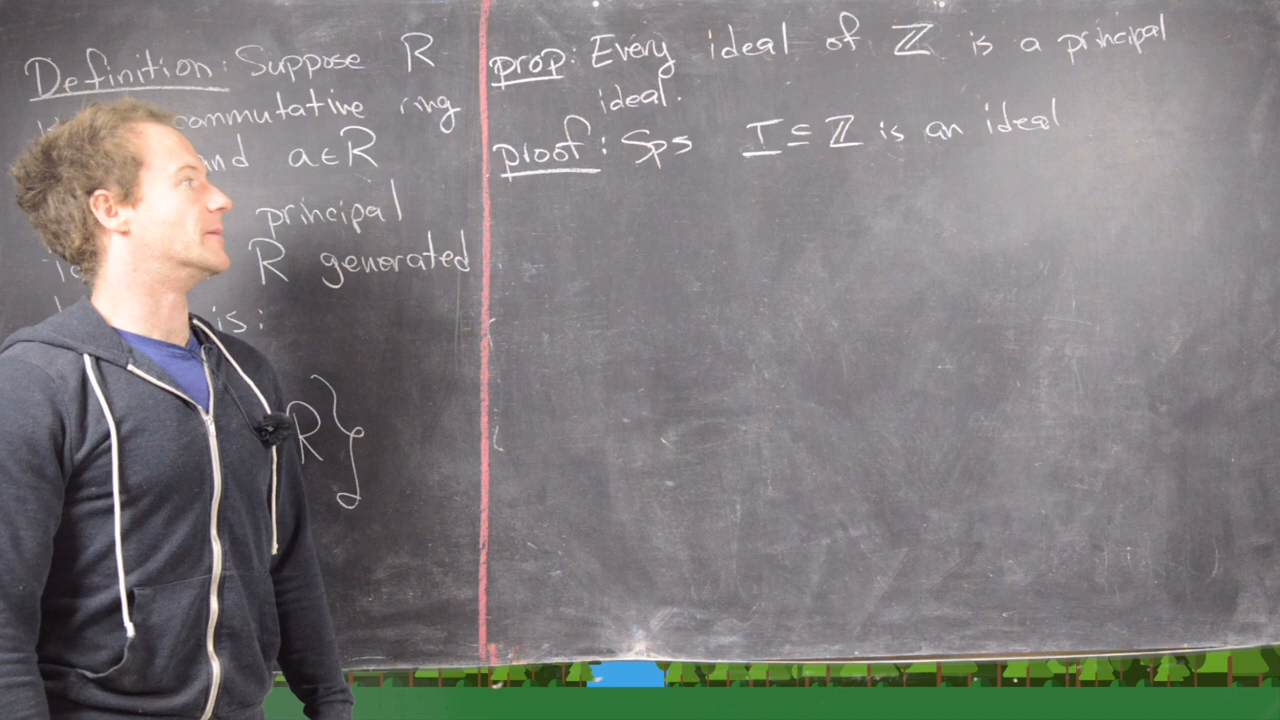 Definition: Suppose R
commutative ring
and a∈R
principal
R generated
is:
R}
prop: Every ideal of ℤ is a principal
ideal.
proof: Sps I⊆ℤ is an ideal